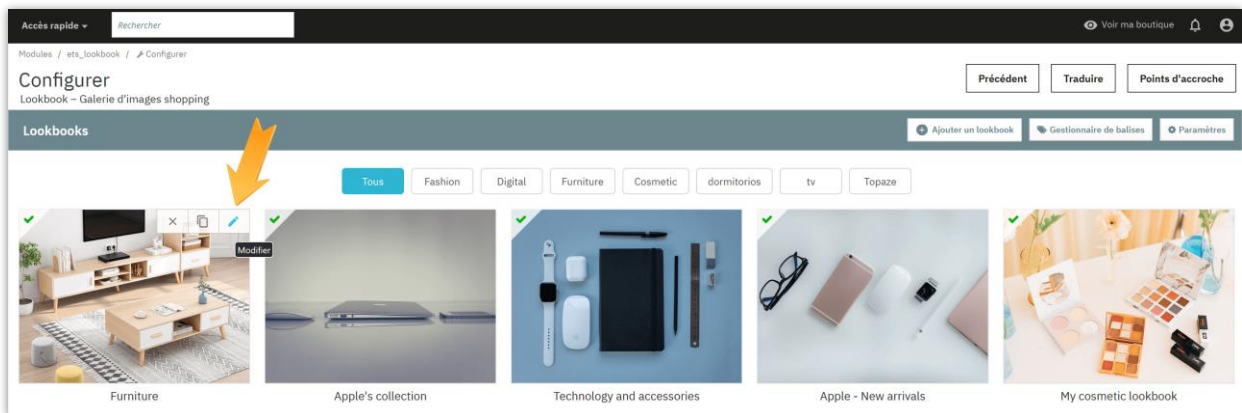 Accès rapide
Rechercher
Voir ma boutique
Modules / ets_lookbook / Configurer
Configurer
Lookbook – Galerie d'images shopping
Précédent
Traduire
Points d'accroche
Lookbooks
Ajouter un lookbook
Gestionnaire de balises
Paramètres
Tous
Fashion
Digital
Furniture
Cosmetic
dormitorios
tv
Topaze
Modifier
Furniture
Apple's collection
Technology and accessories
Apple - New arrivals
My cosmetic lookbook